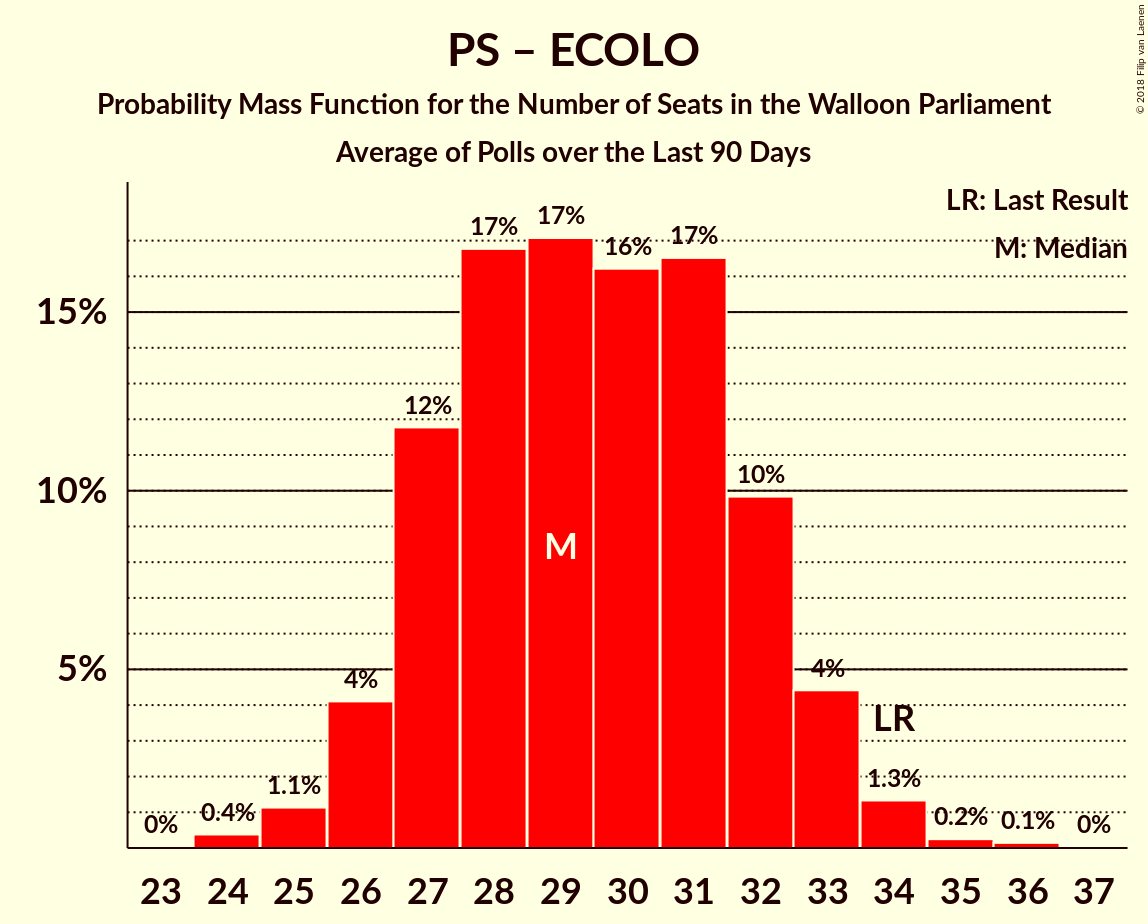 PS – ECOLO
Probability Mass Function for the Number of Seats in the Walloon Parliament
Average of Polls over the Last 90 Days
© 2018 Filip van Laenen
LR: Last Result
M: Median
15%
10%
5%
0%
0.4%
1.1%
4%
12%
17%
17%
16%
17%
10%
4%
1.3%
0.2%
0.1%
0%
M
LR
23 24 25 26 27 28 29 30 31 32 33 34 35 36 37